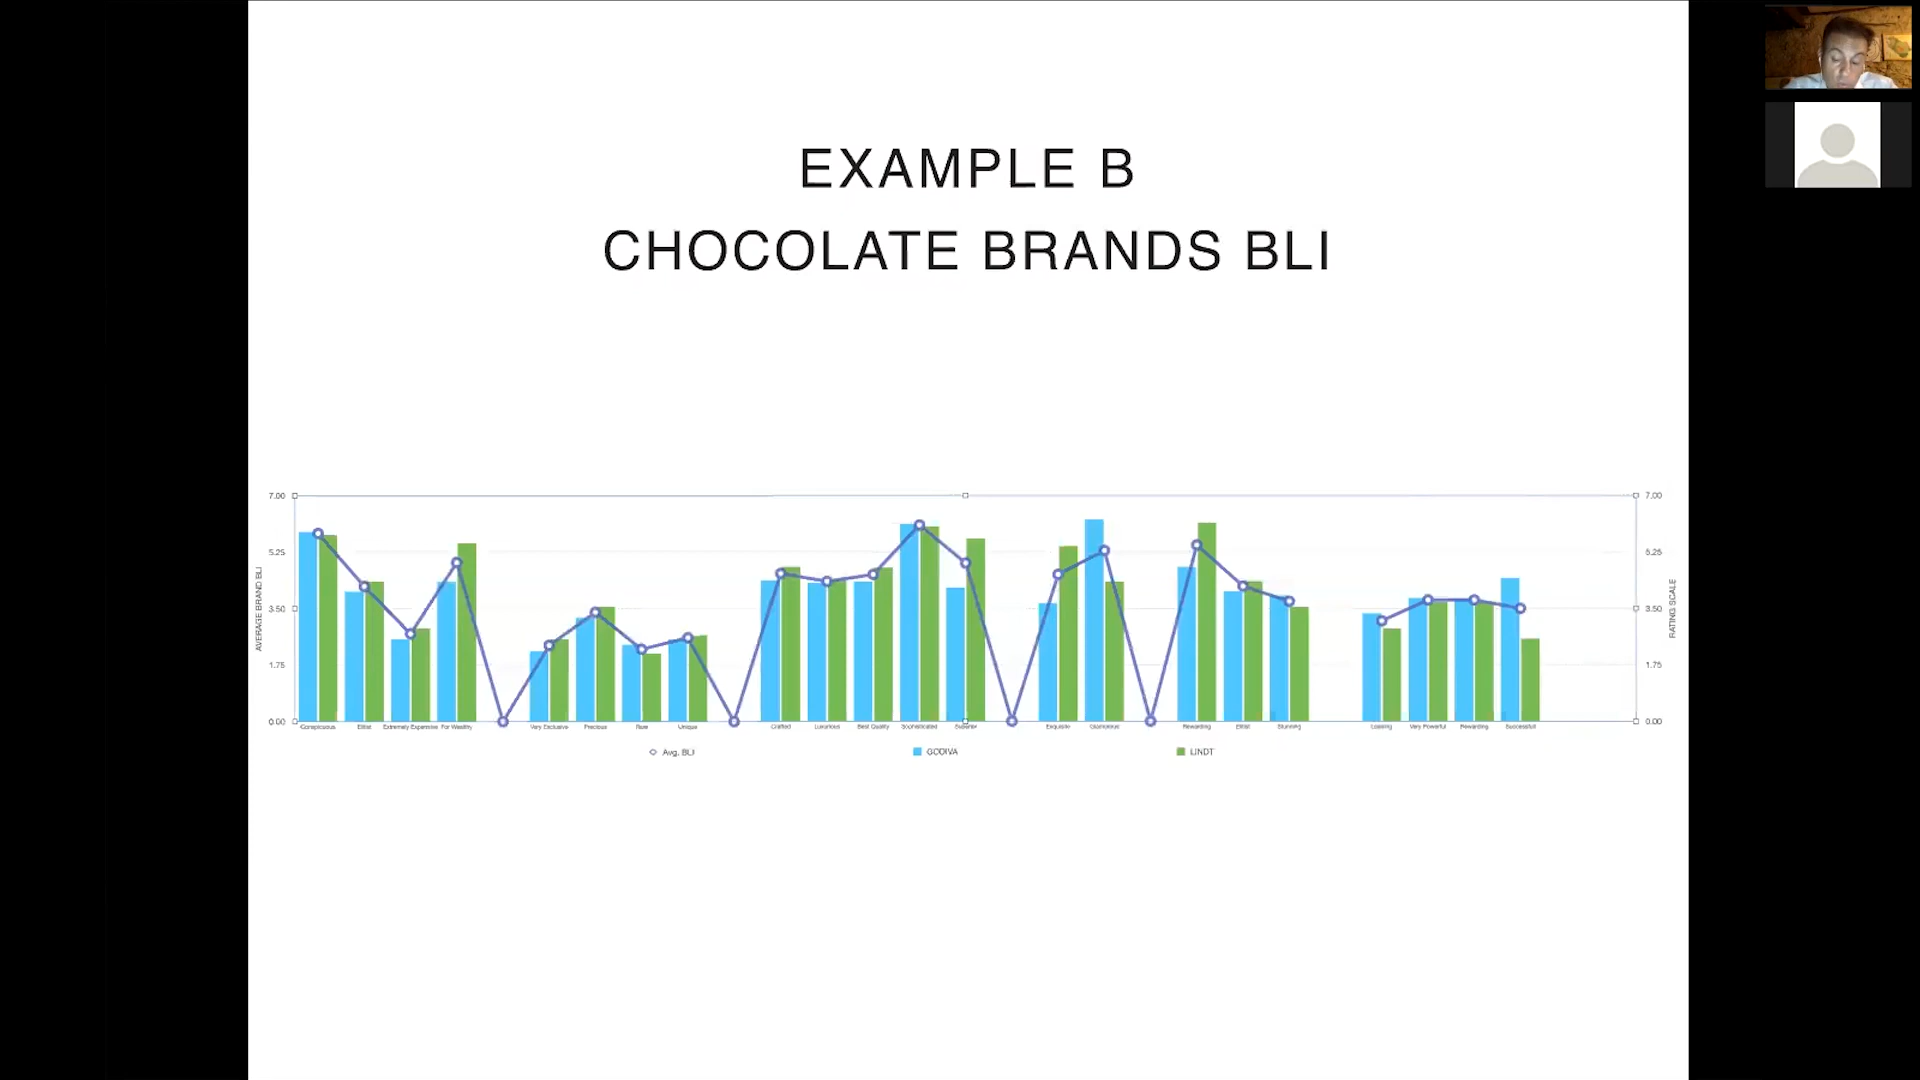 EXAMPLE B
CHOCOLATE BRANDS BLI
7.00
5.25
3.50
1.75
0.00
AVERAGE BRAND BLI
7.00
5.25
3.50
1.75
0.00
RATING SCALE
Conspicuous Elitist Extremely Expensive For Wealthy Very Exclusive Precious Rare Unique Crafted Luxurious Best Quality Sophisticated Superior Exquisite Glamorous Rewarding Elitist Stunning Leading Very Powerful Rewarding Successful
Avg. BLI GODIVA LINDT